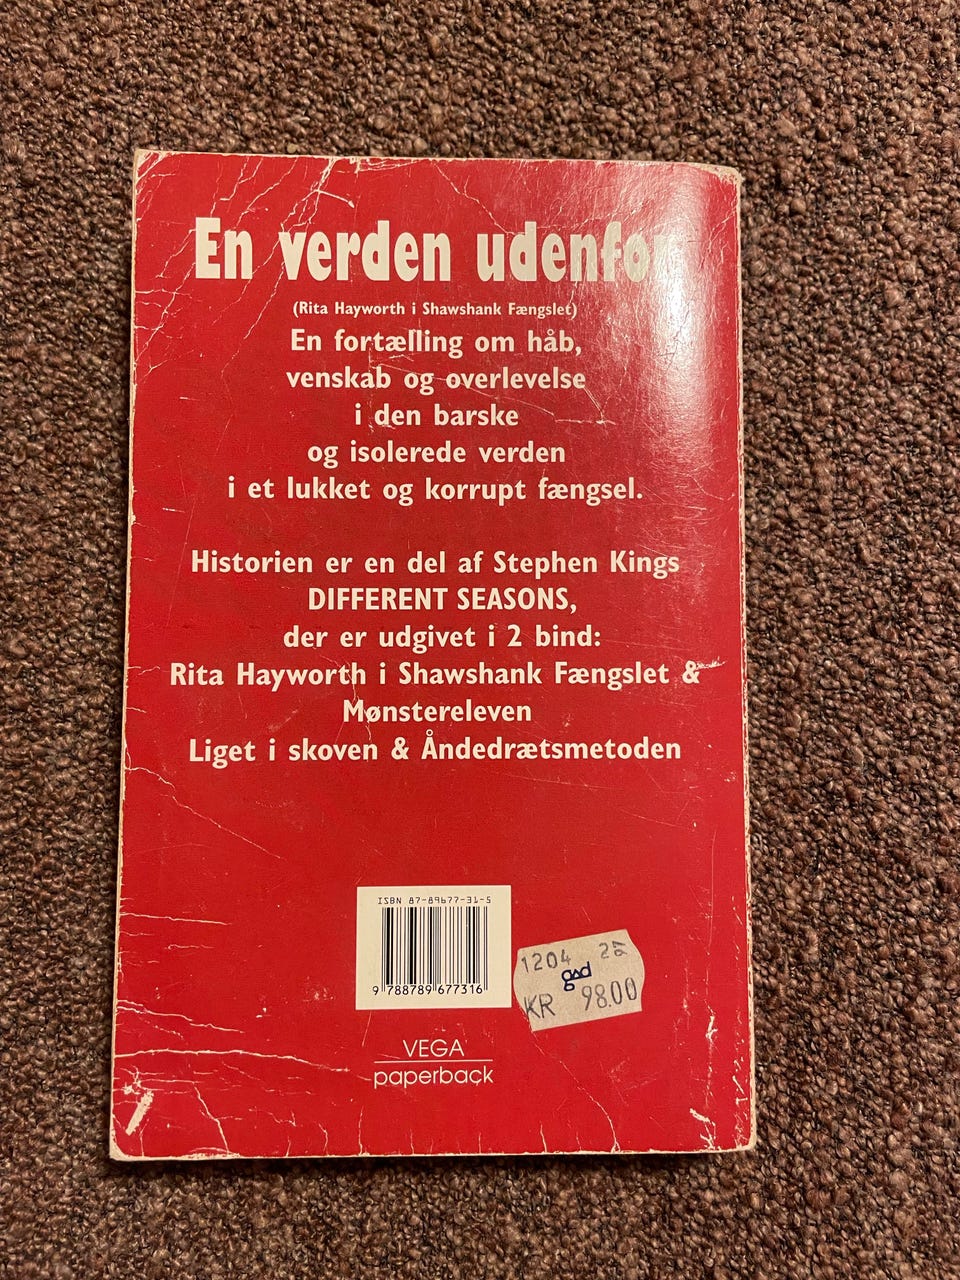 En verden udenfor
(Rita Hayworth i Shawshank Fængslet)
En fortælling om håb,
venskab og overlevelse
i den barske
og isolerede verden
i et lukket og korrupt fængsel.
Historien er en del af Stephen Kings
DIFFERENT SEASONS,
der er udgivet i 2 bind:
Rita Hayworth i Shawshank Fængslet &
Mønstereleven
Liget i skoven & Åndedrætsmetoden
ISBN 87-89677-31-5
9 788789 677316
1204
gad
KR 98.00
VEGA
paperback